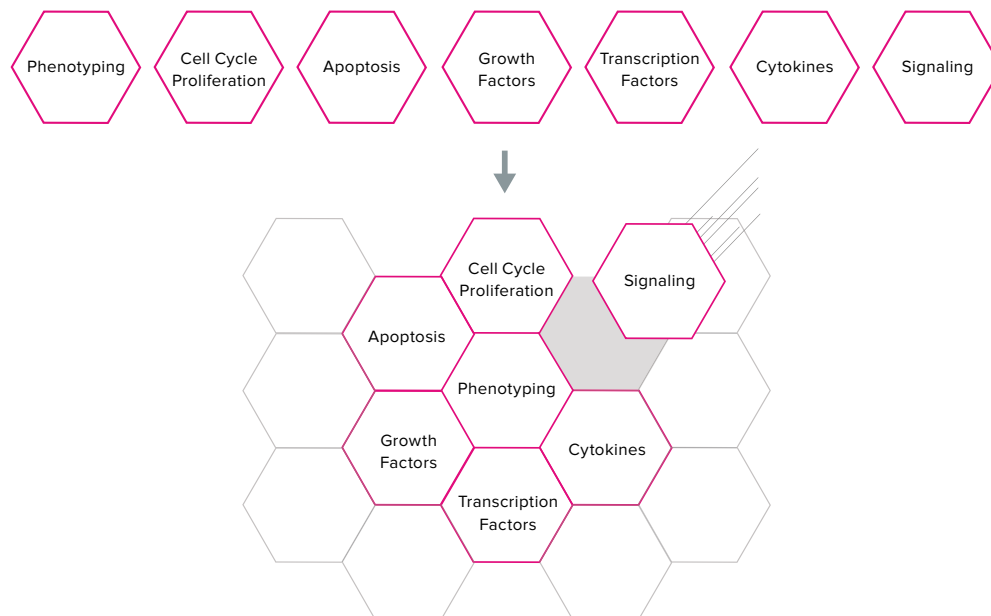 Phenotyping
Cell Cycle
Proliferation
Apoptosis
Growth
Factors
Transcription
Factors
Cytokines
Signaling
Cell Cycle
Proliferation
Signaling
Apoptosis
Phenotyping
Growth
Factors
Cytokines
Transcription
Factors